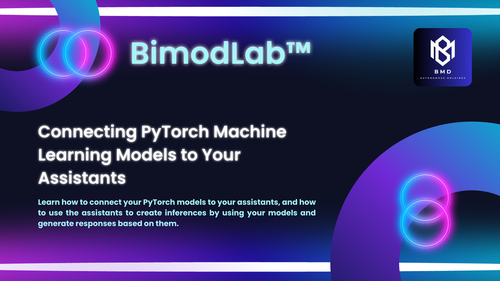 BimodLab™
BMD
AUTONOMOUS HOLDINGS
Connecting PyTorch Machine
Learning Models to Your
Assistants
Learn how to connect your PyTorch models to your assistants, and how
to use the assistants to create inferences by using your models and
generate responses based on them.